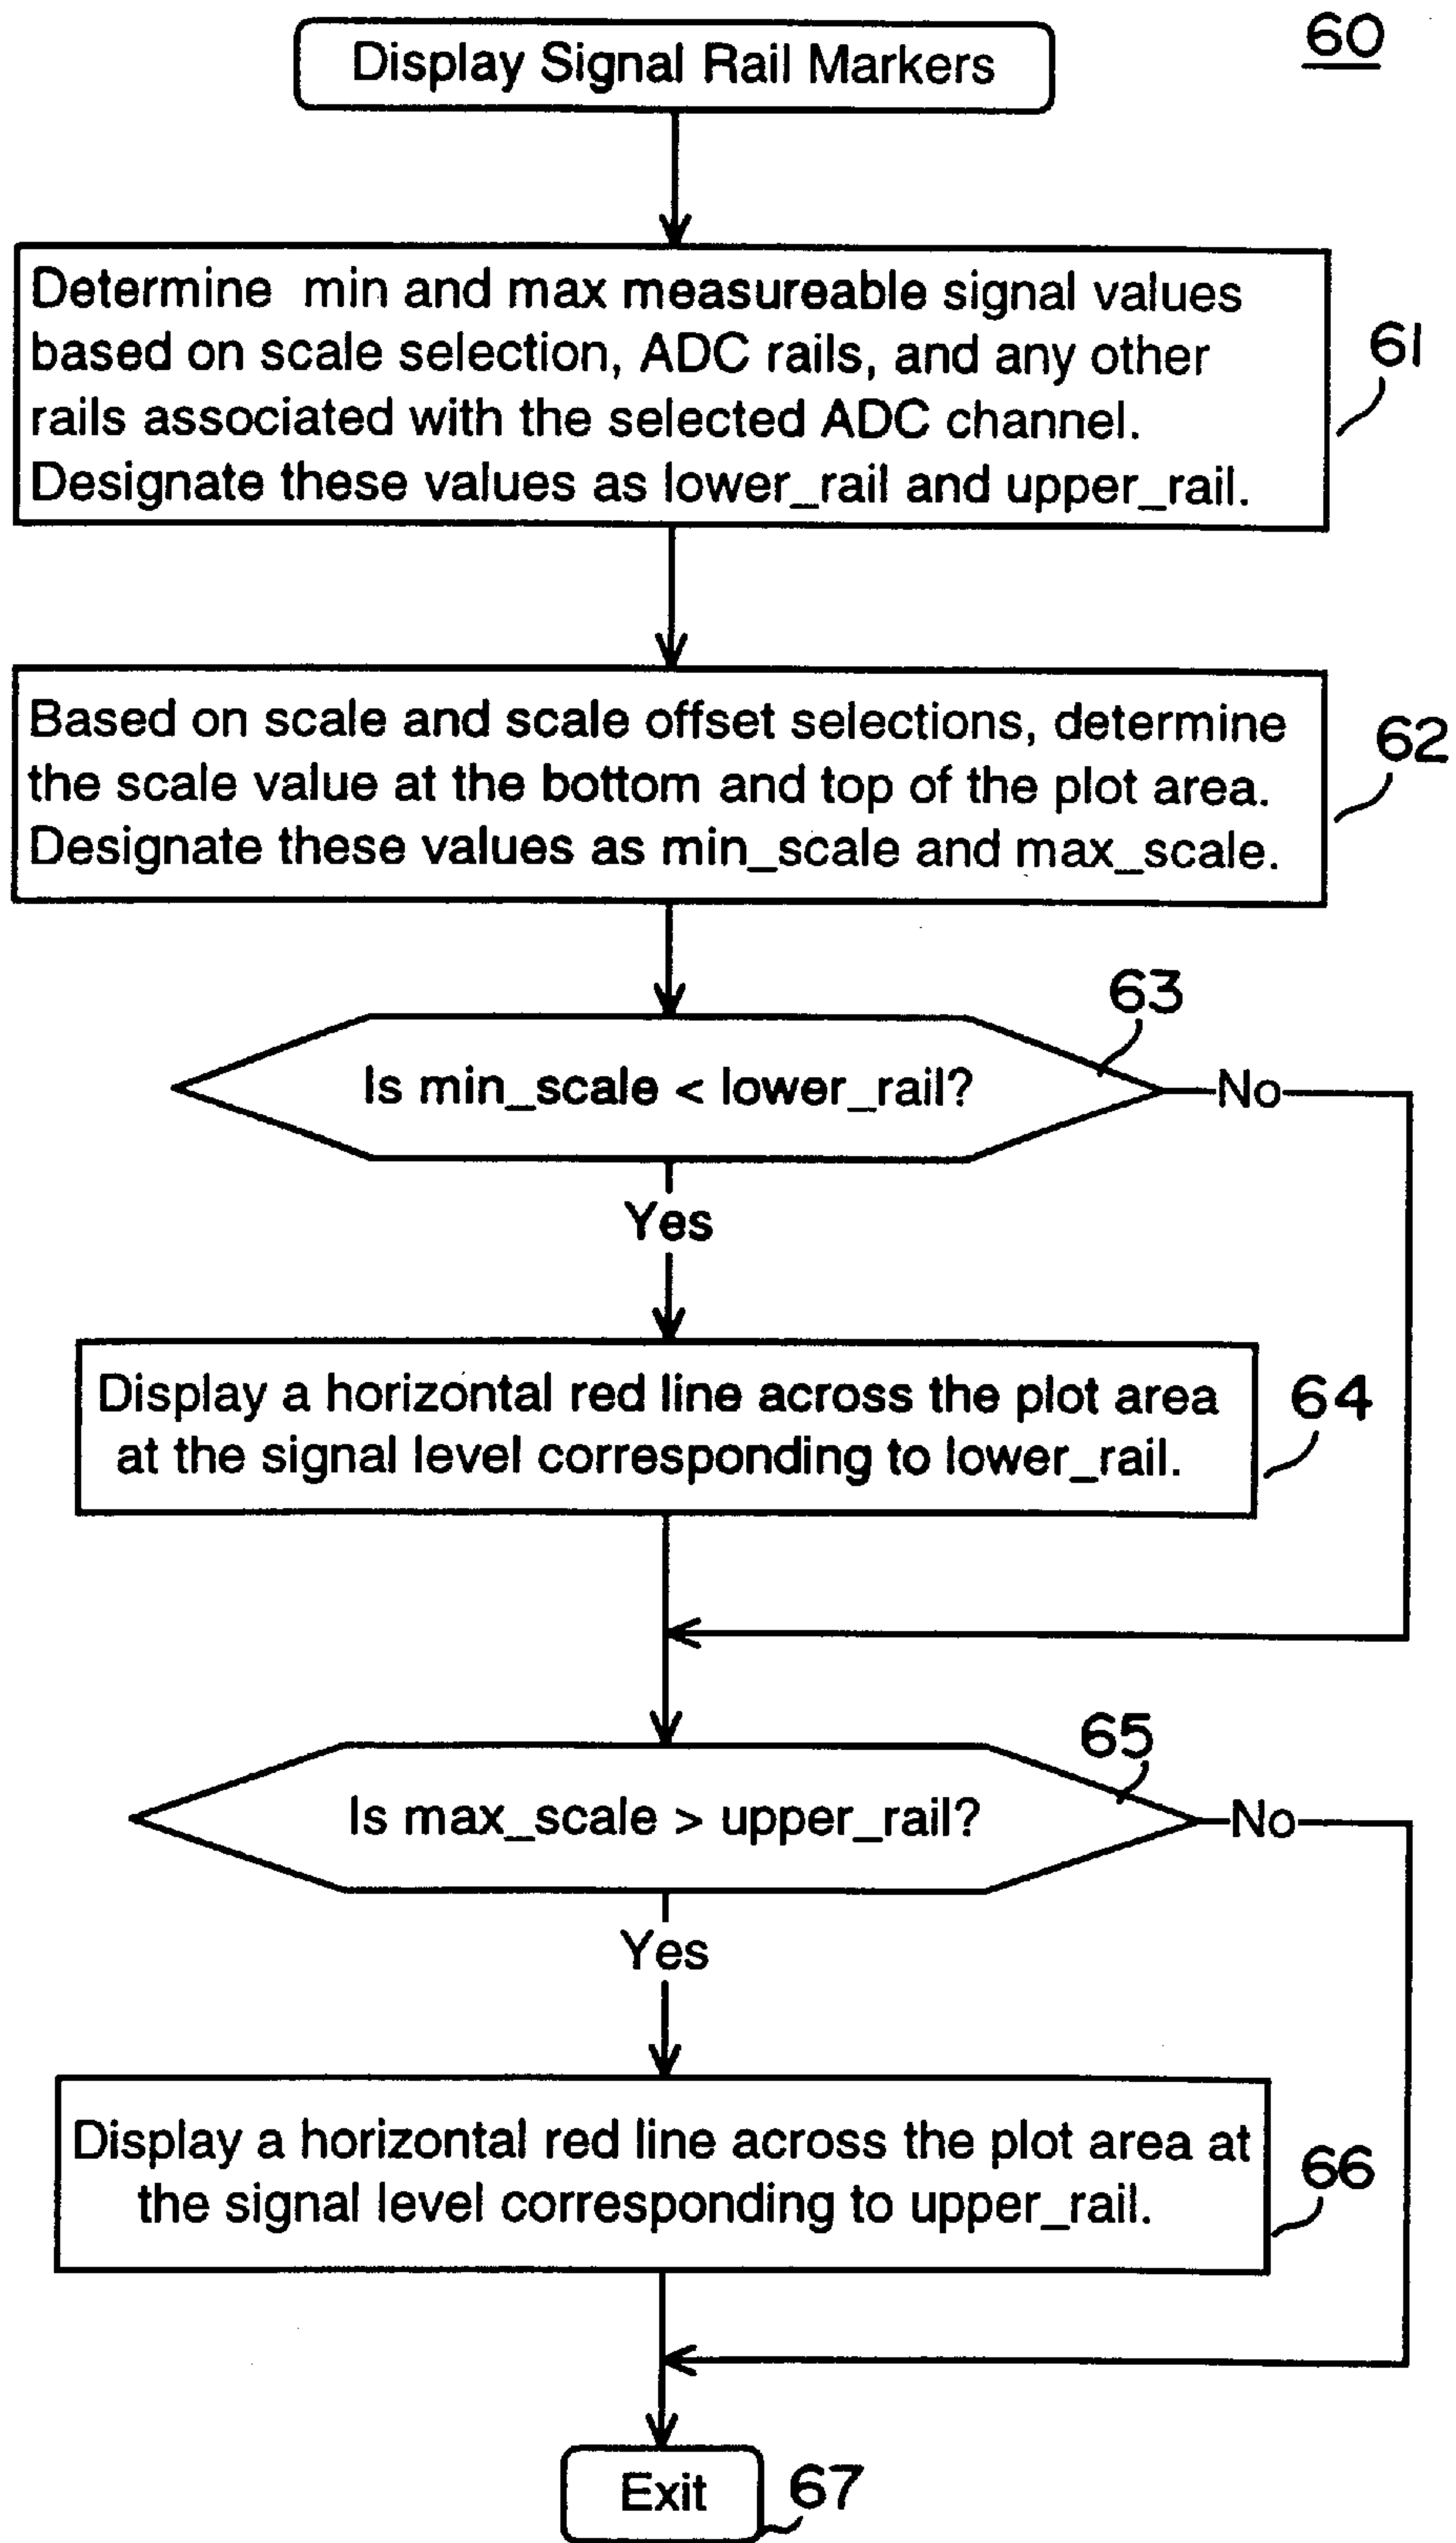 60
Display Signal Rail Markers
Determine min and max measureable signal values
based on scale selection, ADC rails, and any other
rails associated with the selected ADC channel.
Designate these values as lower_rail and upper_rail.
61
Based on scale and scale offset selections, determine
the scale value at the bottom and top of the plot area.
Designate these values as min_scale and max_scale.
62
63
Is min_scale < lower_rail?
No
Yes
Display a horizontal red line across the plot area
at the signal level corresponding to lower_rail.
64
65
Is max_scale > upper_rail?
No
Yes
Display a horizontal red line across the plot area at
the signal level corresponding to upper_rail.
66
Exit
67